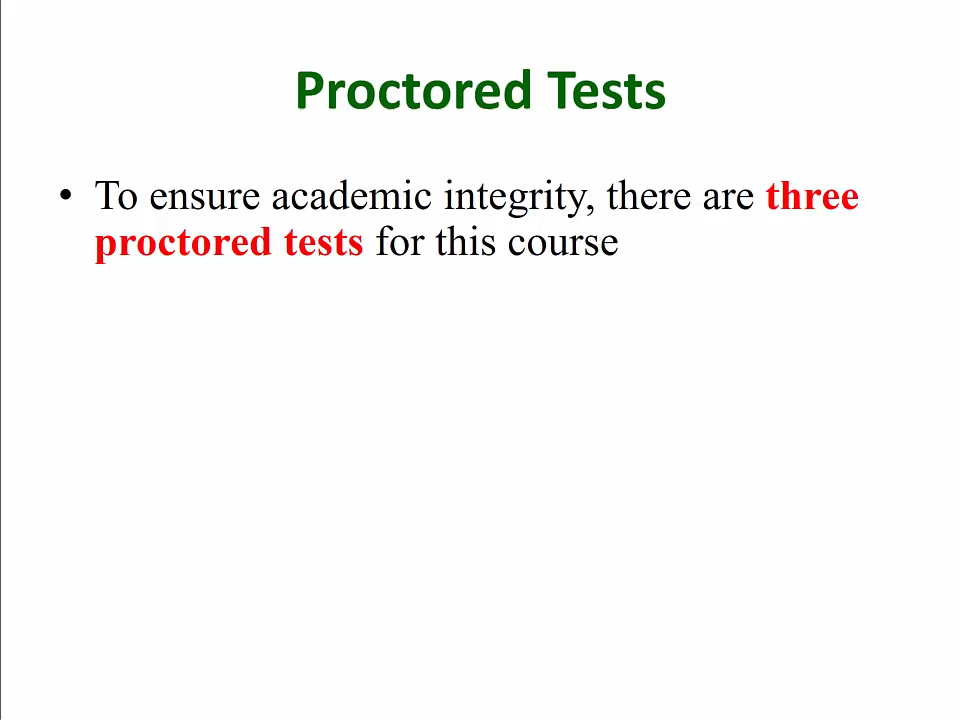 Proctored Tests
• To ensure academic integrity, there are three
proctored tests for this course